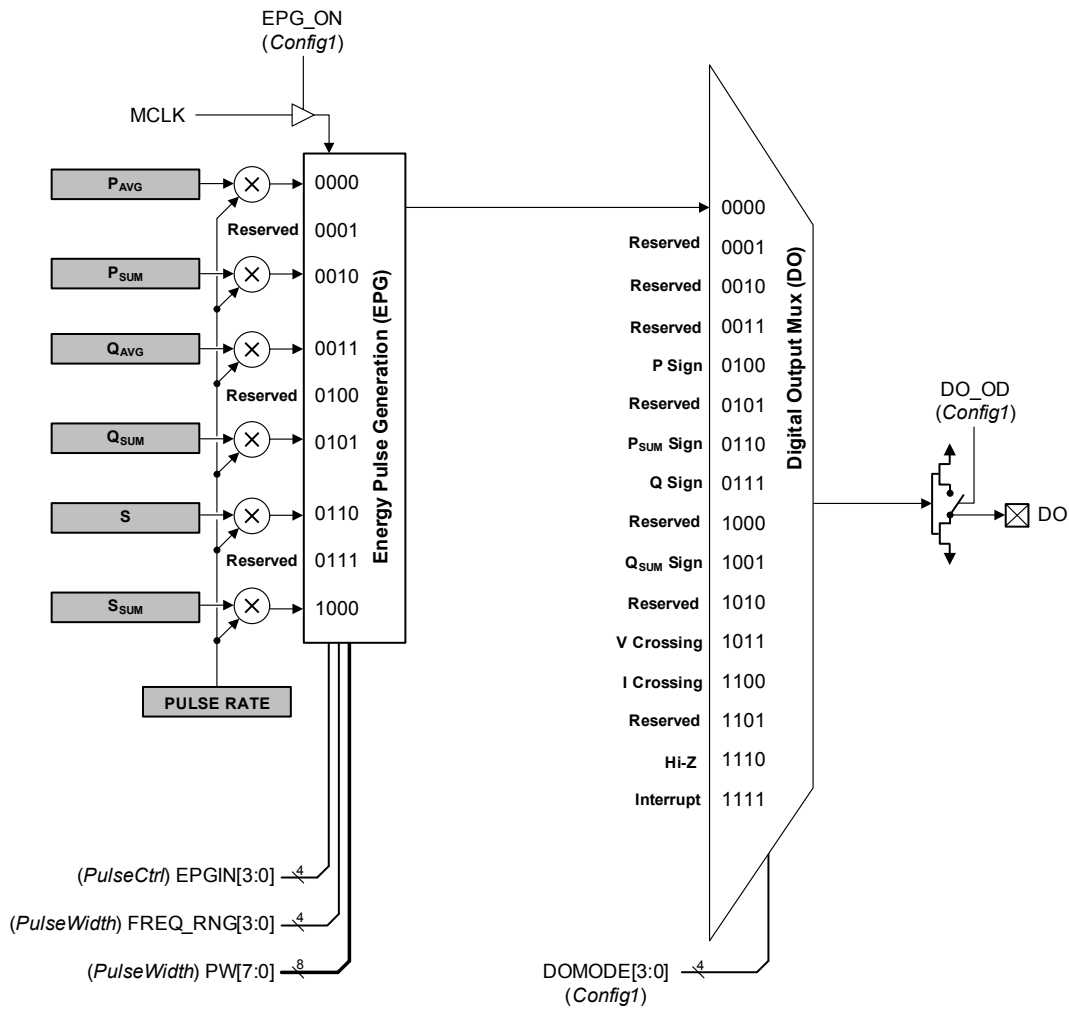 EPG_ON
(Config1)
MCLK
PAVG
0000
Reserved 0001
PSUM
0010
QAVG
0011
Reserved 0100
QSUM
0101
S
0110
Reserved 0111
SSUM
1000
PULSE RATE
Energy Pulse Generation (EPG)
(PulseCtrl) EPGIN[3:0] 4
(PulseWidth) FREQ_RNG[3:0] 4
(PulseWidth) PW[7:0] 8
0000
Reserved 0001
Reserved 0010
Reserved 0011
P Sign 0100
Reserved 0101
PSUM Sign 0110
Q Sign 0111
Reserved 1000
QSUM Sign 1001
Reserved 1010
V Crossing 1011
I Crossing 1100
Reserved 1101
Hi-Z 1110
Interrupt 1111
Digital Output Mux (DO)
DOMODE[3:0] 4
(Config1)
DO_OD
(Config1)
DO